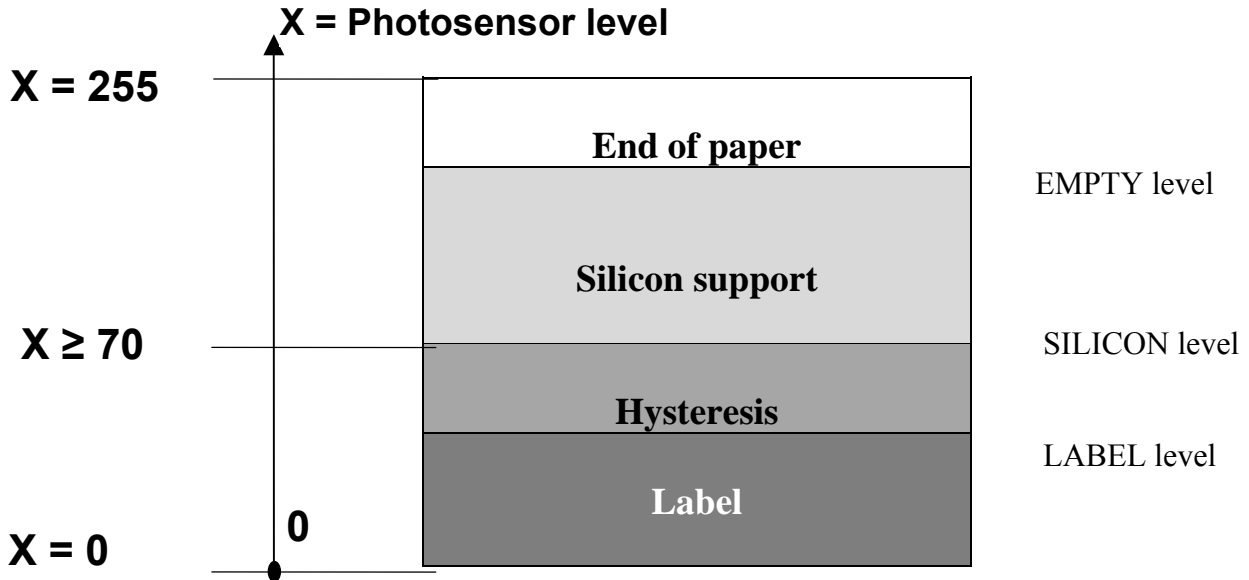 X = Photosensor level
X = 255
End of paper
EMPTY level
Silicon support
X ≥ 70
SILICON level
Hysteresis
LABEL level
Label
0
X = 0